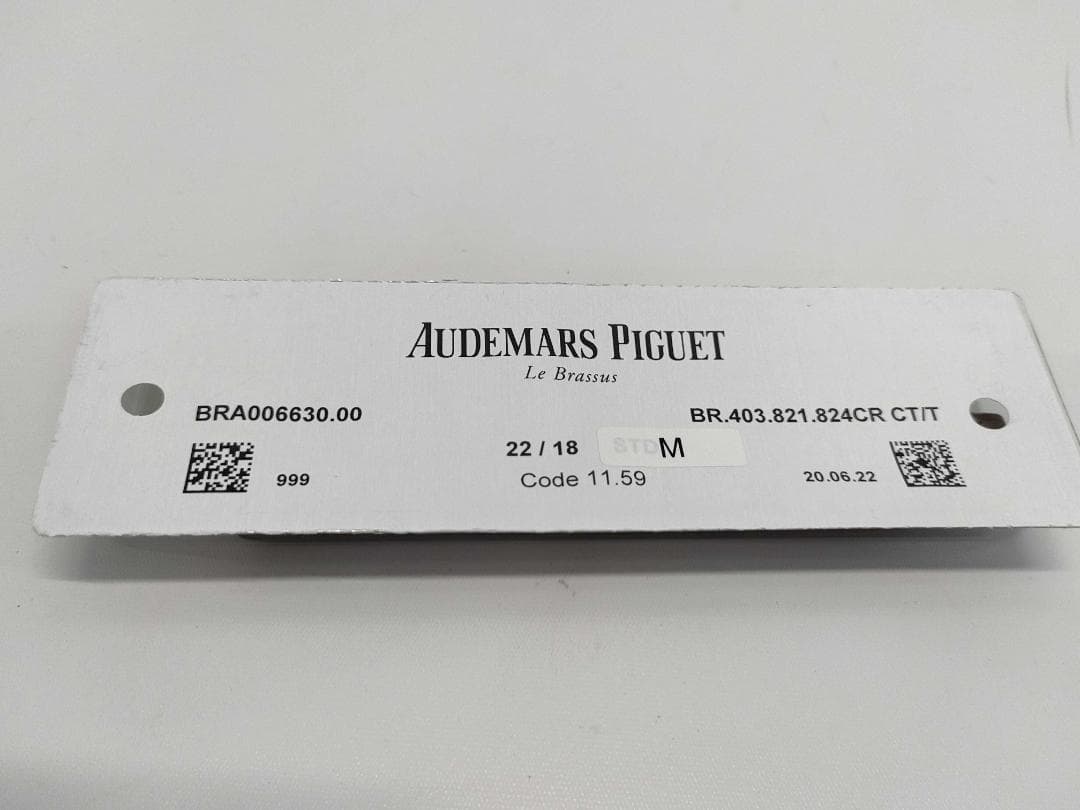 AUDEMARS PIGUET
Le Brassus
BRA006630.00
BR.403.821.824CR CT/T
22 / 18 STD M
Code 11.59
999
20.06.22